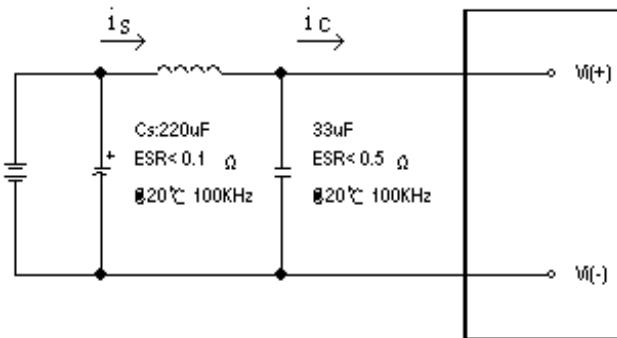 is
ic
Vi(+)
Cs:220uF
ESR< 0.1 Ω
@20℃ 100KHz
+
33uF
ESR< 0.5 Ω
@20℃ 100KHz
Vi(-)